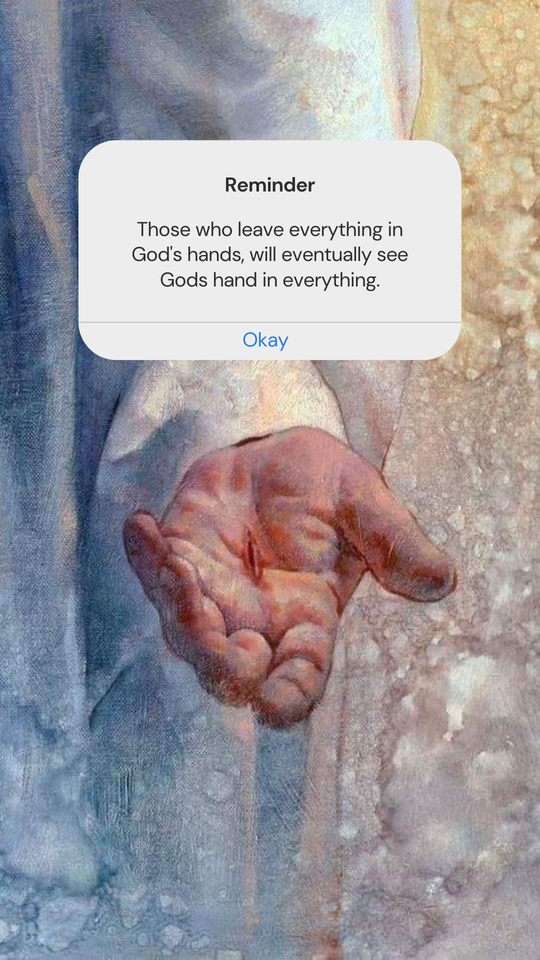 Reminder
Those who leave everything in
God's hands, will eventually see
Gods hand in everything.
Okay